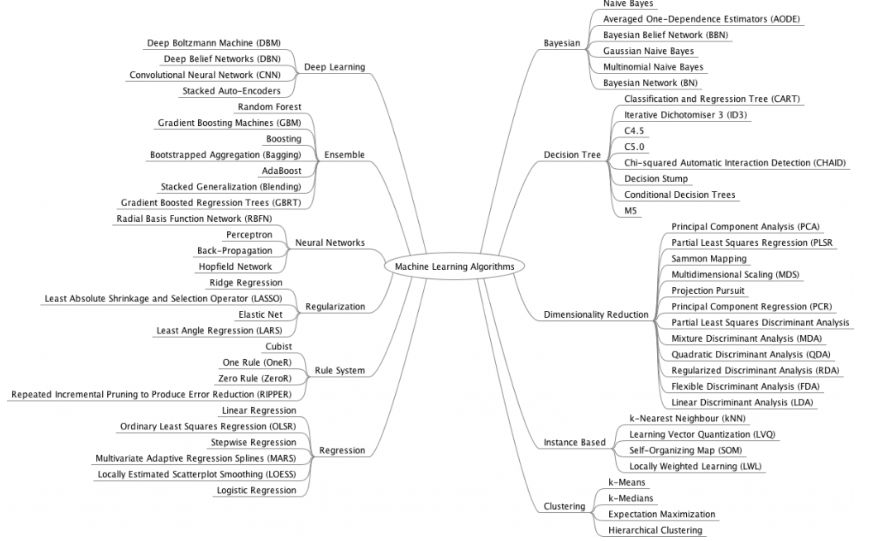 Machine Learning Algorithms
Deep Learning
Deep Boltzmann Machine (DBM)
Deep Belief Networks (DBN)
Convolutional Neural Network (CNN)
Stacked Auto-Encoders
Ensemble
Random Forest
Gradient Boosting Machines (GBM)
Boosting
Bootstrapped Aggregation (Bagging)
AdaBoost
Stacked Generalization (Blending)
Gradient Boosted Regression Trees (GBRT)
Neural Networks
Radial Basis Function Network (RBFN)
Perceptron
Back-Propagation
Hopfield Network
Regularization
Ridge Regression
Least Absolute Shrinkage and Selection Operator (LASSO)
Elastic Net
Least Angle Regression (LARS)
Rule System
Cubist
One Rule (OneR)
Zero Rule (ZeroR)
Repeated Incremental Pruning to Produce Error Reduction (RIPPER)
Regression
Linear Regression
Ordinary Least Squares Regression (OLSR)
Stepwise Regression
Multivariate Adaptive Regression Splines (MARS)
Locally Estimated Scatterplot Smoothing (LOESS)
Logistic Regression
Bayesian
Naive Bayes
Averaged One-Dependence Estimators (AODE)
Bayesian Belief Network (BBN)
Gaussian Naive Bayes
Multinomial Naive Bayes
Bayesian Network (BN)
Decision Tree
Classification and Regression Tree (CART)
Iterative Dichotomiser 3 (ID3)
C4.5
C5.0
Chi-squared Automatic Interaction Detection (CHAID)
Decision Stump
Conditional Decision Trees
M5
Dimensionality Reduction
Principal Component Analysis (PCA)
Partial Least Squares Regression (PLSR
Sammon Mapping
Multidimensional Scaling (MDS)
Projection Pursuit
Principal Component Regression (PCR)
Partial Least Squares Discriminant Analysis
Mixture Discriminant Analysis (MDA)
Quadratic Discriminant Analysis (QDA)
Regularized Discriminant Analysis (RDA)
Flexible Discriminant Analysis (FDA)
Linear Discriminant Analysis (LDA)
Instance Based
k-Nearest Neighbour (kNN)
Learning Vector Quantization (LVQ)
Self-Organizing Map (SOM)
Locally Weighted Learning (LWL)
Clustering
k-Means
k-Medians
Expectation Maximization
Hierarchical Clustering